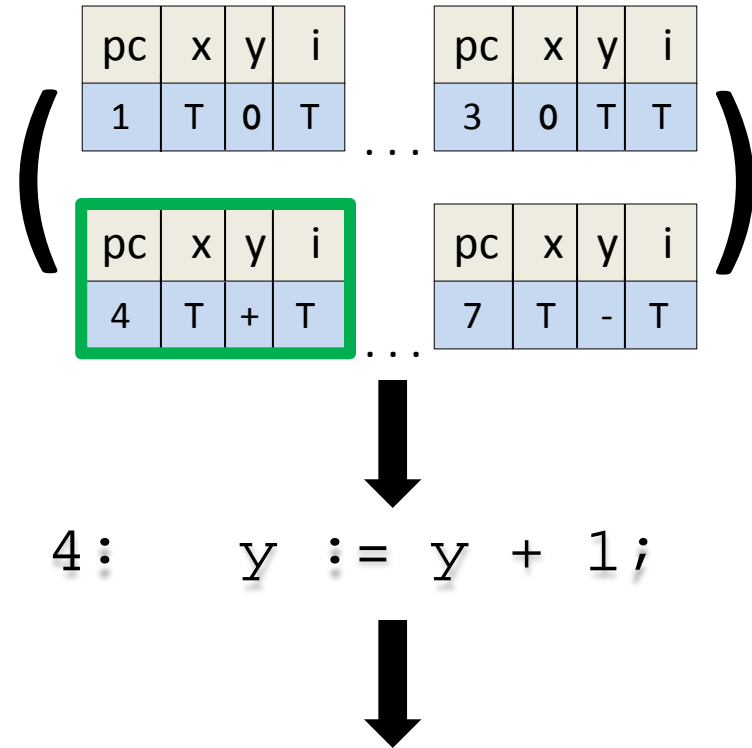 ( pc x y i pc x y i )
1 T 0 T ... 3 0 T T
pc x y i pc x y i
4 T + T ... 7 T - T
4: y := y + 1;